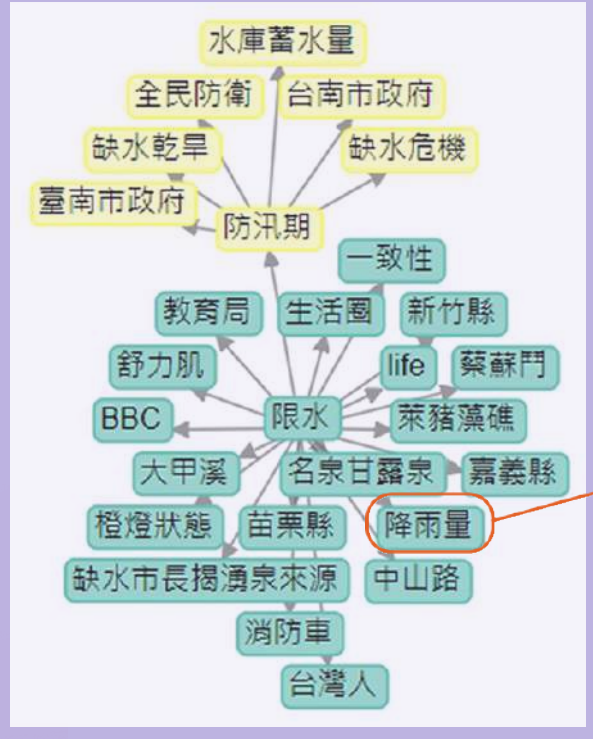 水庫蓄水量
全民防衛
台南市政府
缺水乾旱
缺水危機
臺南市政府
防汛期
一致性
教育局
生活圈
新竹縣
舒力肌
life
蔡蘇鬥
BBC
限水
萊豬藻礁
大甲溪
名泉甘露泉
嘉義縣
橙燈狀態
苗栗縣
降雨量
缺水市長揭湧泉來源
中山路
消防車
台灣人